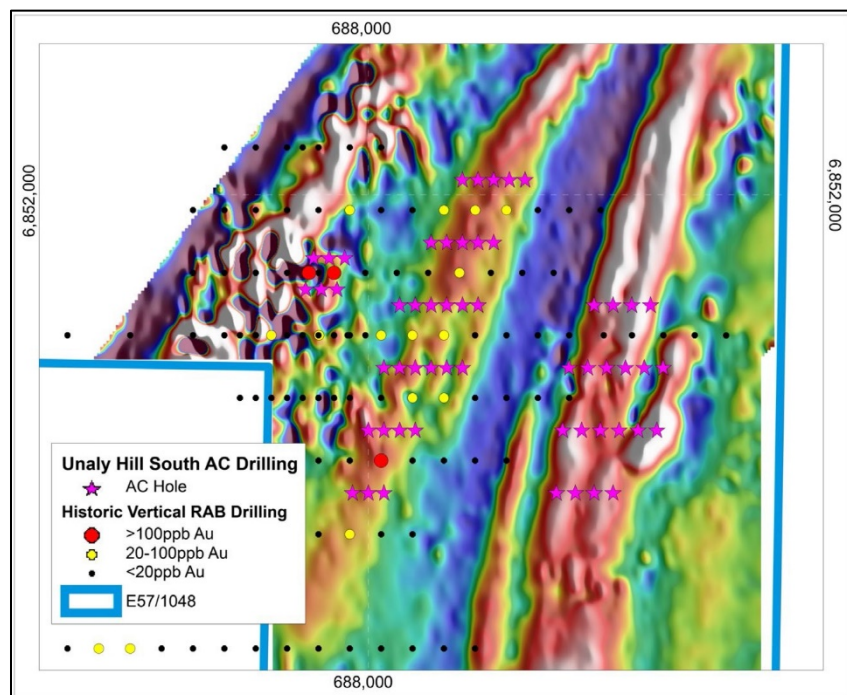 688,000
6,852,000
6,852,000
Unaly Hill South AC Drilling
AC Hole
Historic Vertical RAB Drilling
>100ppb Au
20-100ppb Au
<20ppb Au
E57/1048
688,000